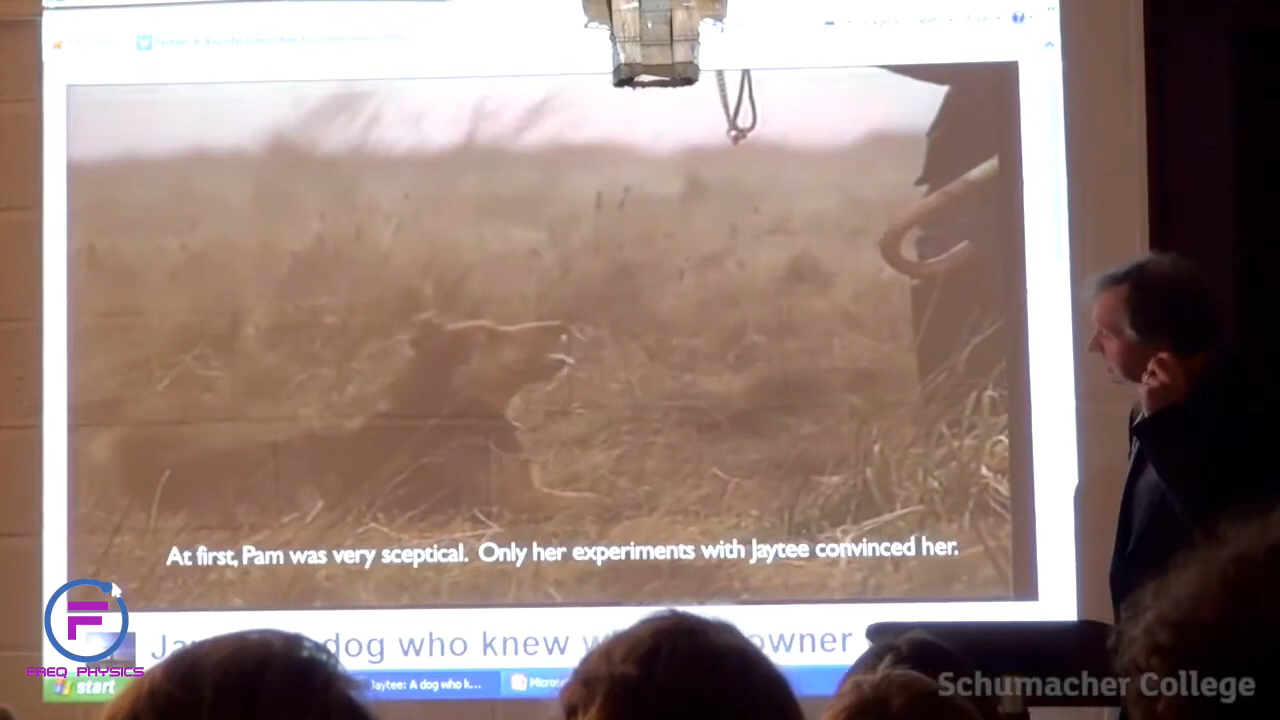 At first, Pam was very sceptical. Only her experiments with Jaytee convinced her.
dog who knew
owner
FREQ PHYSICS
start
Jaytee: A dog who k...
Schumacher College